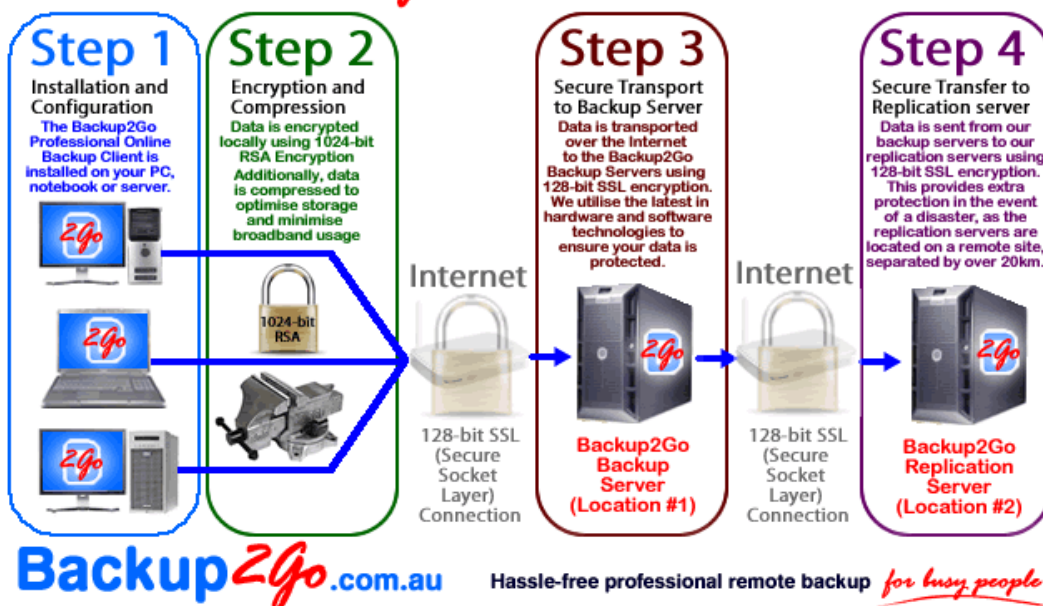 Step 1
Installation and
Configuration
The Backup2Go
Professional Online
Backup Client is
installed on your PC,
notebook or server.
2Go
2Go
2Go
Step 2
Encryption and
Compression
Data is encrypted
locally using 1024-bit
RSA Encryption
Additionally, data
is compressed to
optimise storage
and minimise
broadband usage
1024-bit
RSA
Internet
128-bit SSL
(Secure
Socket
Layer)
Connection
Step 3
Secure Transport
to Backup Server
Data is transported
over the Internet
to the Backup2Go
Backup Servers using
128-bit SSL encryption.
We utilise the latest in
hardware and software
technologies to
ensure your data is
protected.
2Go
Backup2Go
Backup
Server
(Location #1)
Internet
128-bit SSL
(Secure
Socket
Layer)
Connection
Step 4
Secure Transfer to
Replication server
Data is sent from our
backup servers to our
replication servers using
128-bit SSL encryption.
This provides extra
protection in the event
of a disaster, as the
replication servers are
located on a remote site,
separated by over 20km.
2Go
Backup2Go
Replication
Server
(Location #2)
Backup2Go.com.au
Hassle-free professional remote backup for busy people